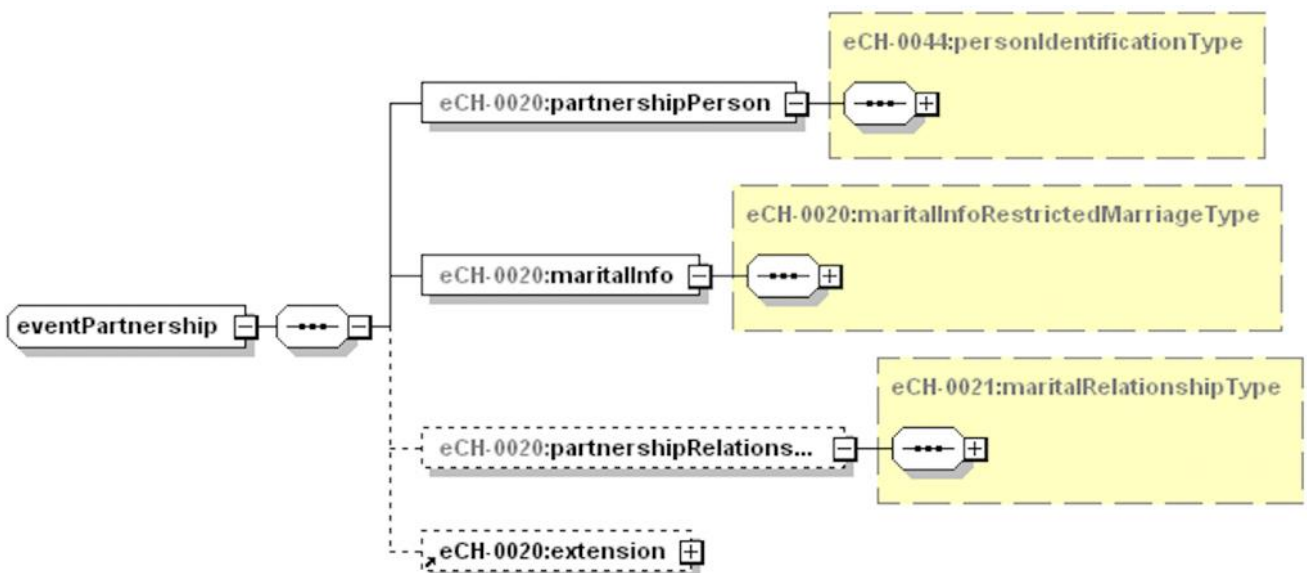 eCH-0044:personIdentificationType
eCH-0020:partnershipPerson
eCH-0020:maritalInfoRestrictedMarriageType
eCH-0020:maritalInfo
eventPartnership
eCH-0021:maritalRelationshipType
eCH-0020:partnershipRelations...
eCH-0020:extension